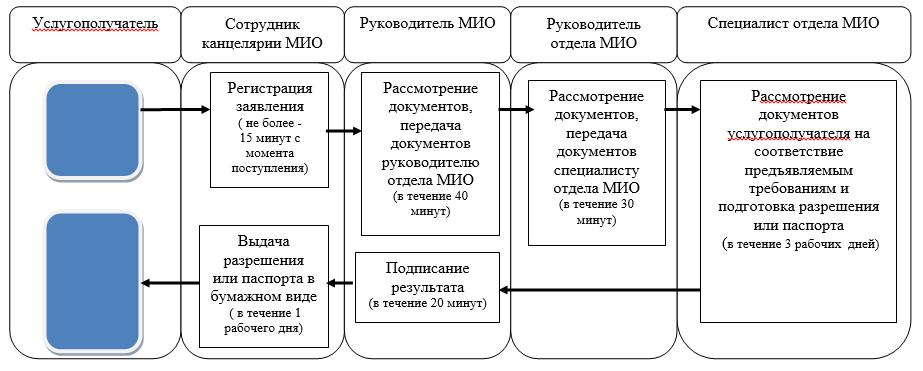 Услугополучатель
Сотрудник
канцелярии МИО
Руководитель МИО
Руководитель
отдела МИО
Специалист отдела МИО
Регистрация
заявления
( не более -
15 минут с
момента
поступления)
Рассмотрение
документов,
передача
документов
руководителю
отдела МИО
(в течение 40
минут)
Рассмотрение
документов,
передача
документов
специалисту
отдела МИО
(в течение 30
минут)
Рассмотрение
документов
услугополучателя на
соответствие
предъявляемым
требованиям и
подготовка разрешения
или паспорта
(в течение 3 рабочих дней)
Выдача
разрешения
или паспорта в
бумажном виде
( в течение 1
рабочего дня)
Подписание
результата
(в течение 20 минут)